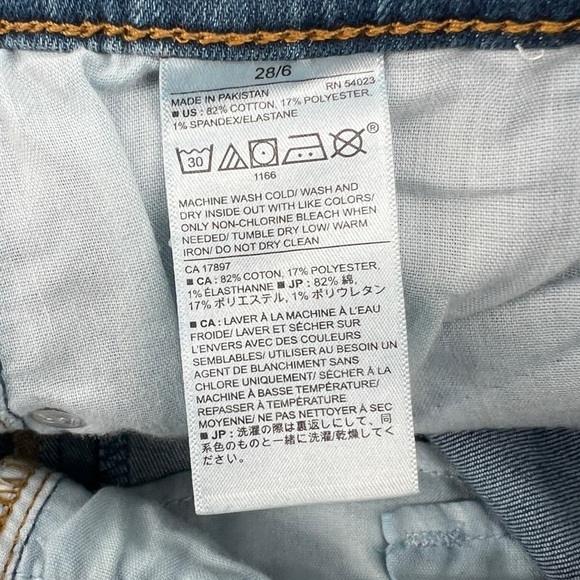 28/6
MADE IN PAKISTAN RN 54023
■ US : 82% COTTON, 17% POLYESTER,
1% SPANDEX/ELASTANE
30 ®
1166
MACHINE WASH COLD/ WASH AND
DRY INSIDE OUT WITH LIKE COLORS/
ONLY NON-CHLORINE BLEACH WHEN
NEEDED/ TUMBLE DRY LOW/ WARM
IRON/ DO NOT DRY CLEAN
CA 17897
■ CA : 82% COTON, 17% POLYESTER,
1% ÉLASTHANNE ■ JP : 82% 綿,
17% ポリエステル, 1% ポリウレタン
■ CA : LAVER À LA MACHINE À L'EAU
FROIDE/ LAVER ET SÉCHER SUR
L'ENVERS AVEC DES COULEURS
SEMBLABLES/ UTILISER AU BESOIN UN
AGENT DE BLANCHIMENT SANS
CHLORE UNIQUEMENT/ SÉCHER À LA
MACHINE À BASSE TEMPÉRATURE/
REPASSER À TEMPÉRATURE
MOYENNE/ NE PAS NETTOYER À SEC
■ JP : 洗濯の際は裏返しにして、同
色のものと一緒に洗濯/乾燥してく
ださい